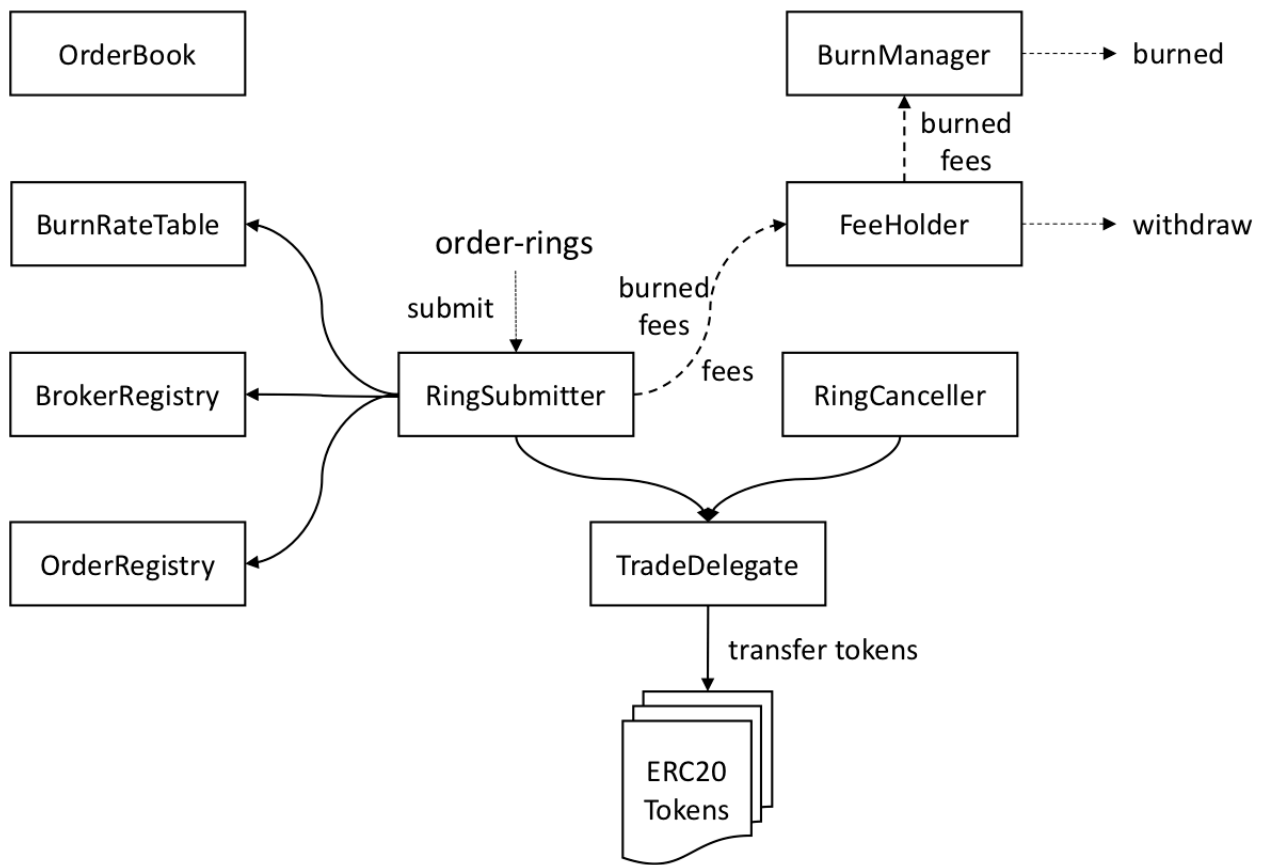 OrderBook
BurnManager
burned
burned
fees
BurnRateTable
FeeHolder
withdraw
order-rings
submit
burned
fees
fees
BrokerRegistry
RingSubmitter
RingCanceller
OrderRegistry
TradeDelegate
transfer tokens
ERC20
Tokens